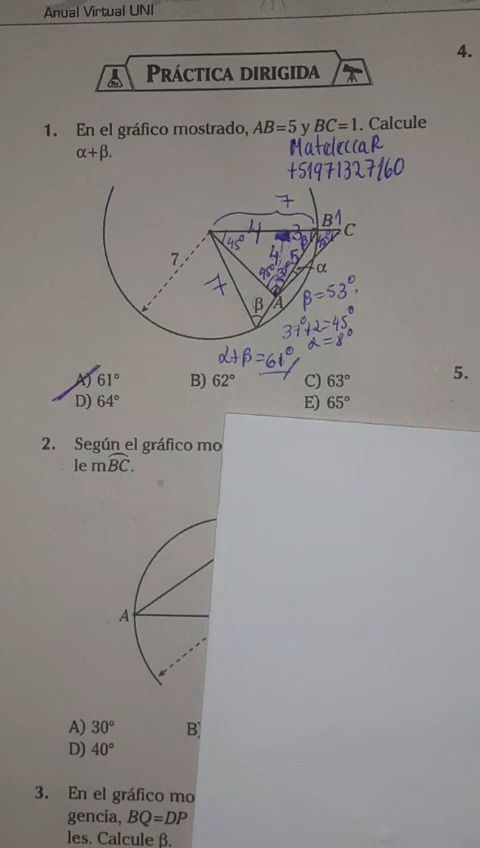 Anual Virtual UNI
PRÁCTICA DIRIGIDA
4.
1. En el gráfico mostrado, AB=5 y BC=1. Calcule
α+β.
MateleccaR
+51971327160
7
4
3
B 1
C
45°
7
4
5
α
7
β
A
β=53°
37°+2=45°
α=8°
α+β=61°
A) 61°
B) 62°
C) 63°
D) 64°
E) 65°
5.
2. Según el gráfico mo
le mBC.
A
A) 30°
B)
D) 40°
3. En el gráfico mo
gencia, BQ=DP
les. Calcule β.